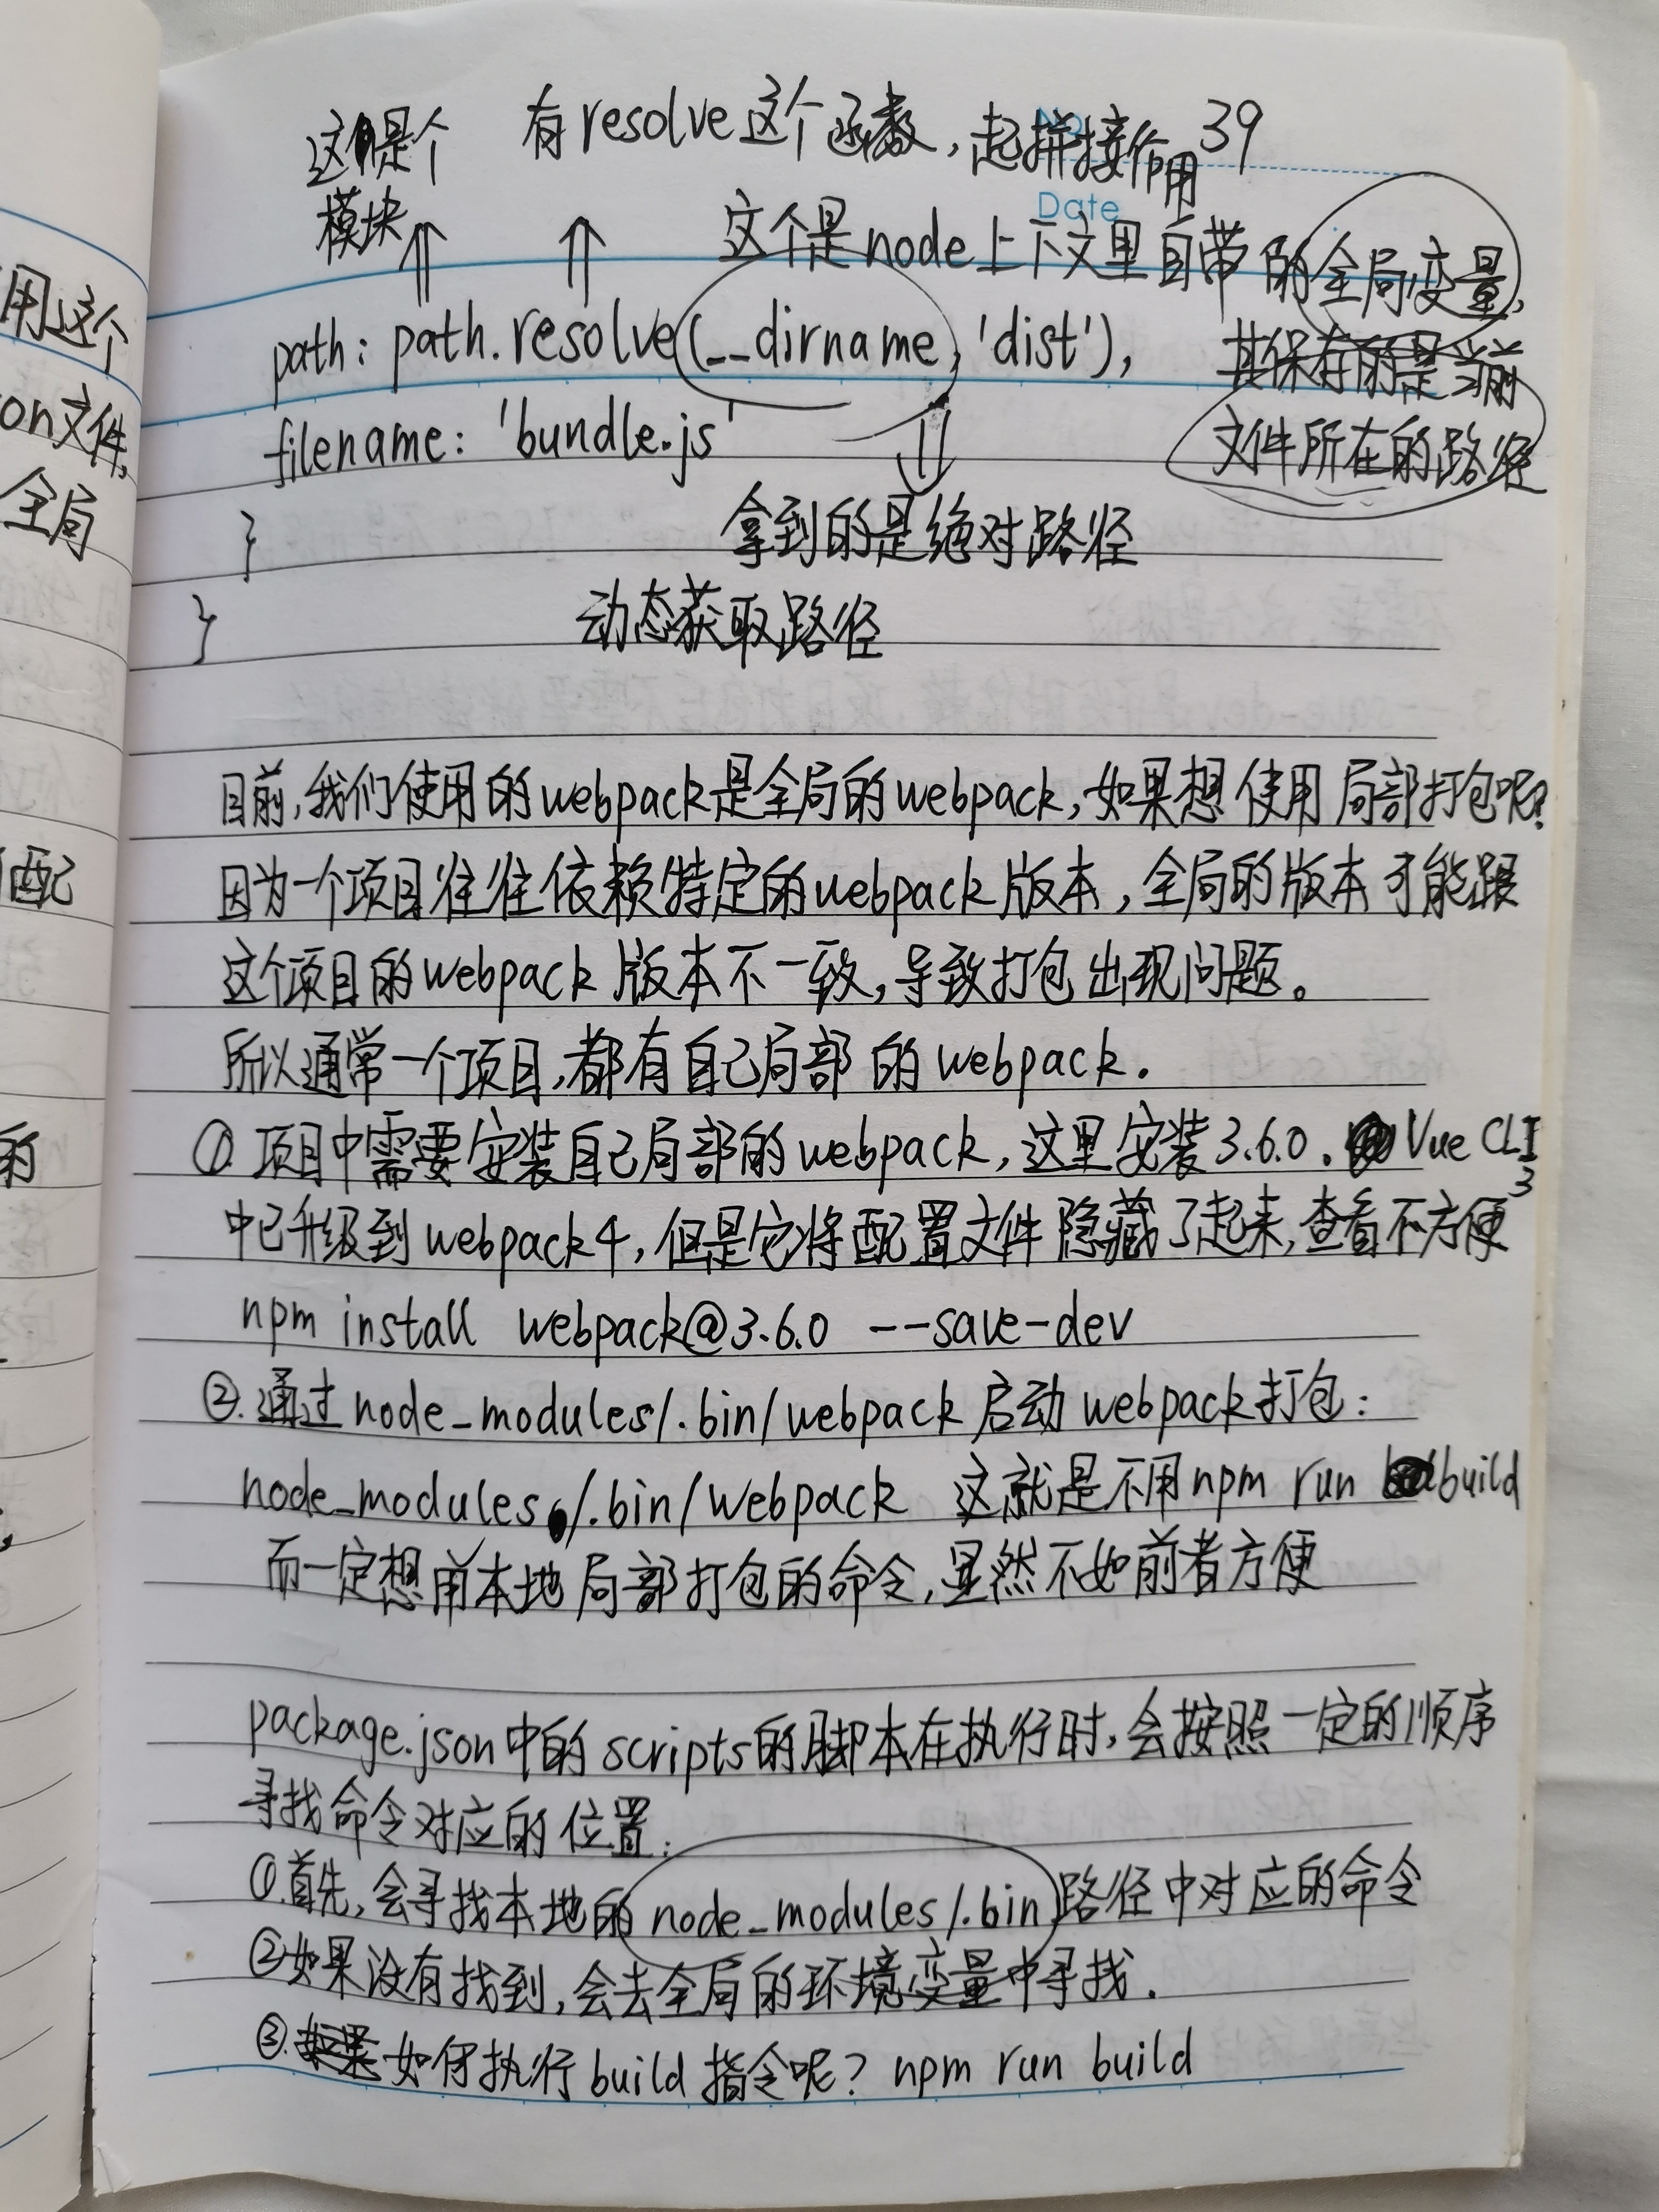 这是个 有resolve这个函数，起拼接作用 39
模块
No.
Date
这个是node上下文里自带的全局变量，
path: path.resolve(__dirname, 'dist'), 其保存的是当前
filename: 'bundle.js' 文件所在的路径
} 拿到的是绝对路径
} 动态获取路径
目前，我们使用的webpack是全局的webpack，如果想使用局部打包呢？
因为一个项目往往依赖特定的webpack版本，全局的版本可能跟
这个项目的webpack版本不一致，导致打包出现问题。
所以通常一个项目，都有自己局部的webpack.
①.项目中需要安装自己局部的webpack，这里安装3.6.0. Vue CLI3
中已升级到webpack4，但是它将配置文件隐藏了起来，查看不方便
npm install webpack@3.6.0 --save-dev
②.通过node_modules/.bin/webpack启动webpack打包：
node_modules/.bin/webpack 这就是不用npm run build
而一定想用本地局部打包的命令，显然不如前者方便
package.json中的scripts的脚本在执行时，会按照一定的顺序
寻找命令对应的位置：
①.首先，会寻找本地的node_modules/.bin路径中对应的命令
②如果没有找到，会去全局的环境变量中寻找.
③.如何执行build指令呢？npm run build
用这个
on文件，
全局
配
的